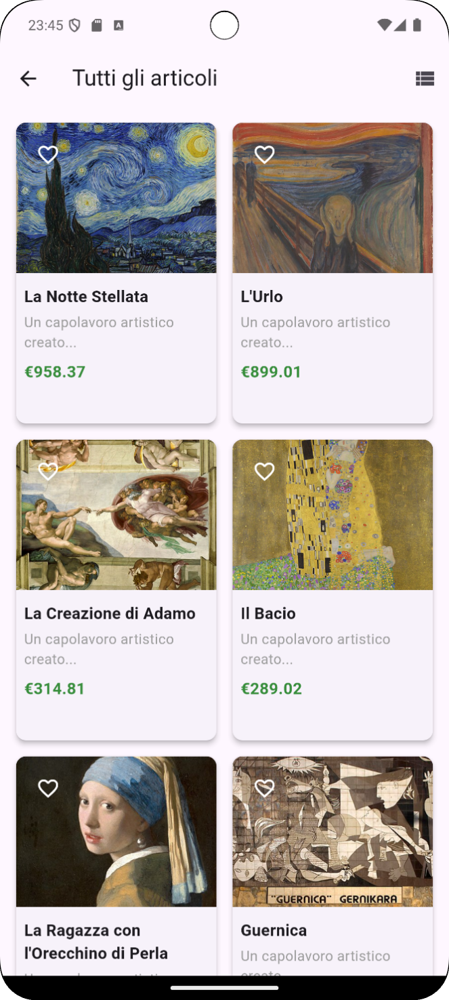 23:45
Tutti gli articoli
La Notte Stellata
Un capolavoro artistico
creato...
€958.37
L'Urlo
Un capolavoro artistico
creato...
€899.01
La Creazione di Adamo
Un capolavoro artistico
creato...
€314.81
Il Bacio
Un capolavoro artistico
creato...
€289.02
La Ragazza con
l'Orecchino di Perla
"GUERNICA" GERNIKARA
Guernica
Un capolavoro artistico